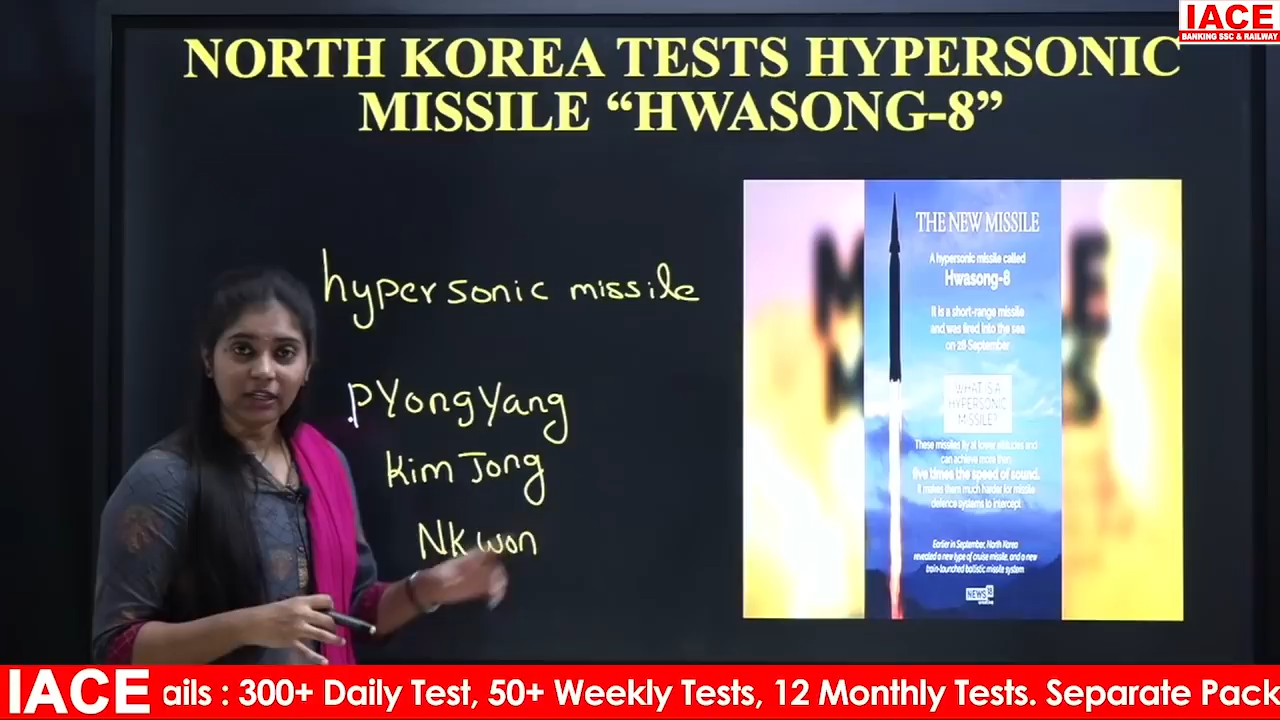 IACE
BANKING SSC & RAILWAY
NORTH KOREA TESTS HYPERSONIC
MISSILE “HWASONG-8”
hypersonic missile
PYongYang
Kim Jong
NK won
THE NEW MISSILE
A hypersonic missile called
Hwasong-8
It is a short-range missile
and was fired into the sea
on 28 September
WHAT IS A
HYPERSONIC
MISSILE?
These missiles fly at lower altitudes and
can achieve more than
five times the speed of sound.
It makes them much harder for missile
defence systems to intercept.
Earlier in September, North Korea
revealed a new type of cruise missile, and a new
train-launched ballistic missile system
NEWS18
creative
IACE ails : 300+ Daily Test, 50+ Weekly Tests, 12 Monthly Tests. Separate Pack